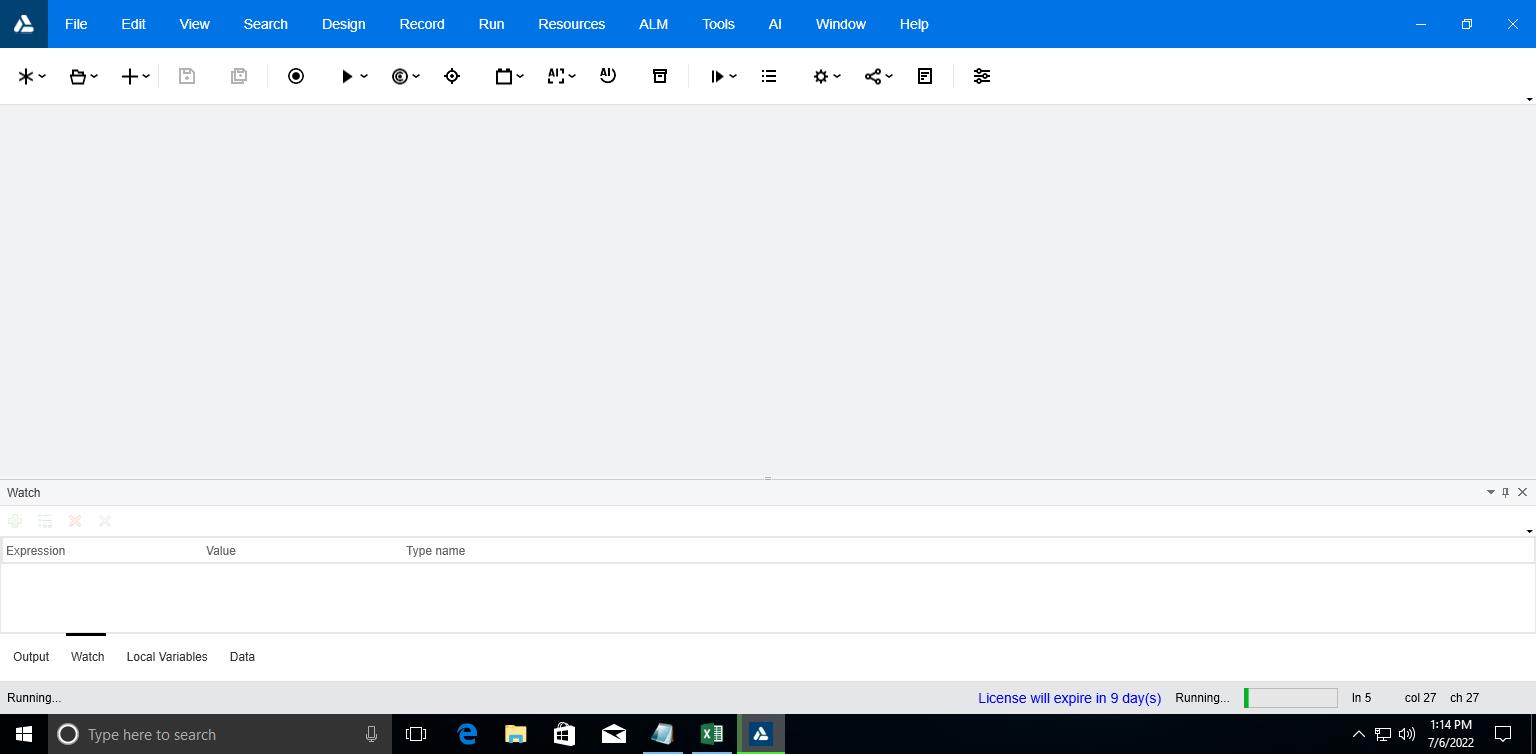 File Edit View Search Design Record Run Resources ALM Tools AI Window Help
AI AI
Watch
Expression Value Type name
Output Watch Local Variables Data
Running... License will expire in 9 day(s) Running... ln 5 col 27 ch 27
Type here to search
1:14 PM
7/6/2022